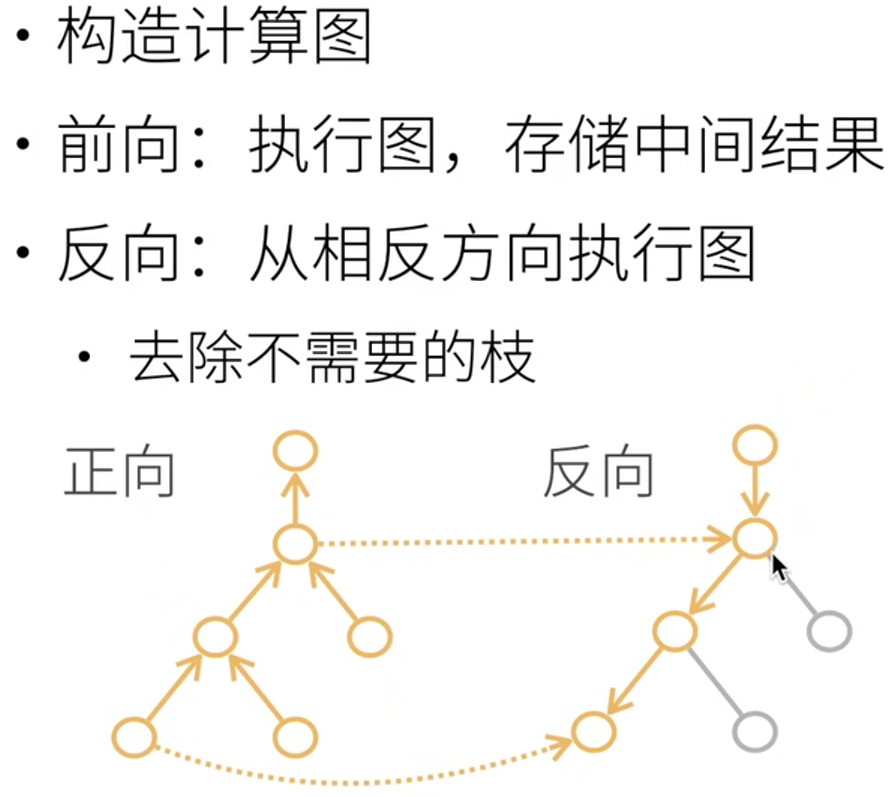 • 构造计算图
• 前向：执行图，存储中间结果
• 反向：从相反方向执行图
• 去除不需要的枝
正向
反向